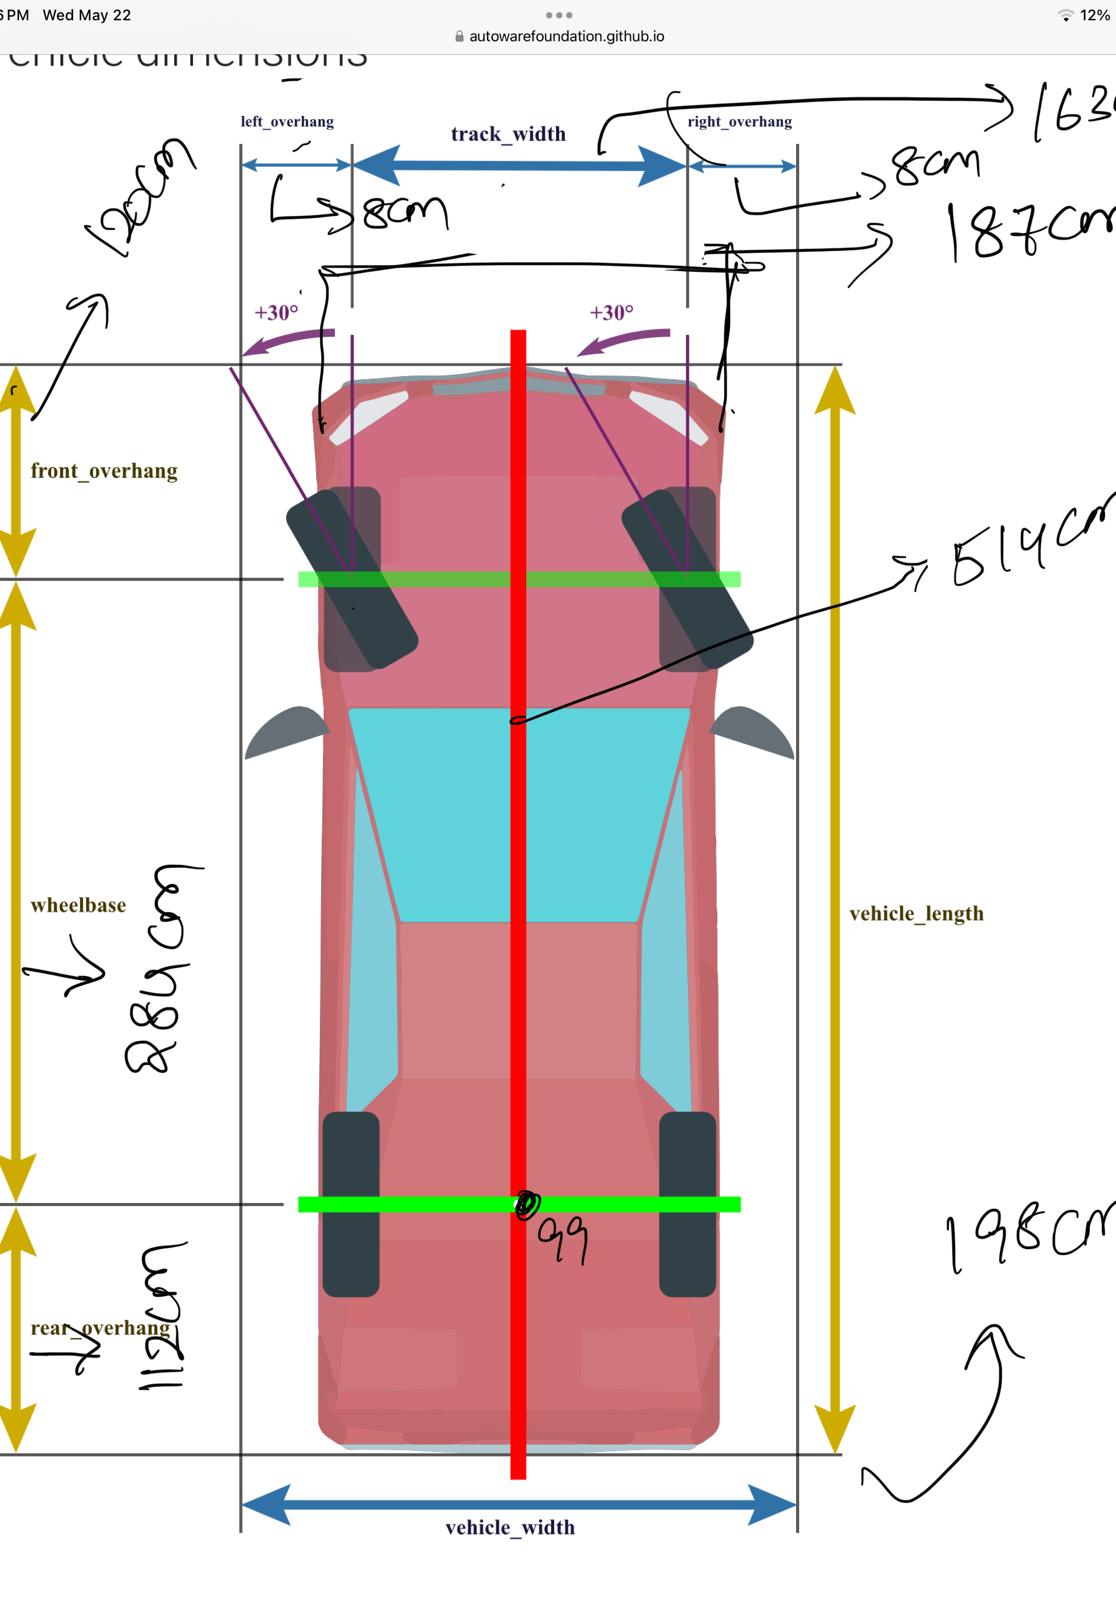 6 PM Wed May 22
12%
autowarefoundation.github.io
ehicle dimensions
left_overhang
track_width
right_overhang
163
8cm
120cm
8cm
187cm
+30°
+30°
front_overhang
514cm
wheelbase
vehicle_length
284cm
198cm
99
rear_overhang
112cm
vehicle_width